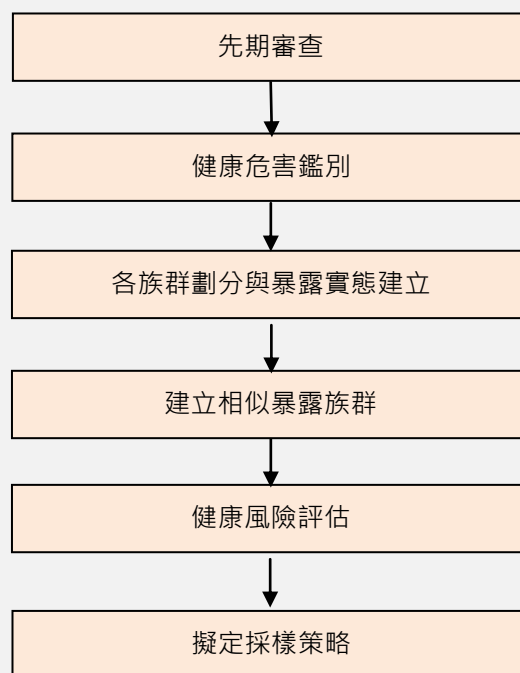 先期審查
健康危害鑑別
各族群劃分與暴露實態建立
建立相似暴露族群
健康風險評估
擬定採樣策略